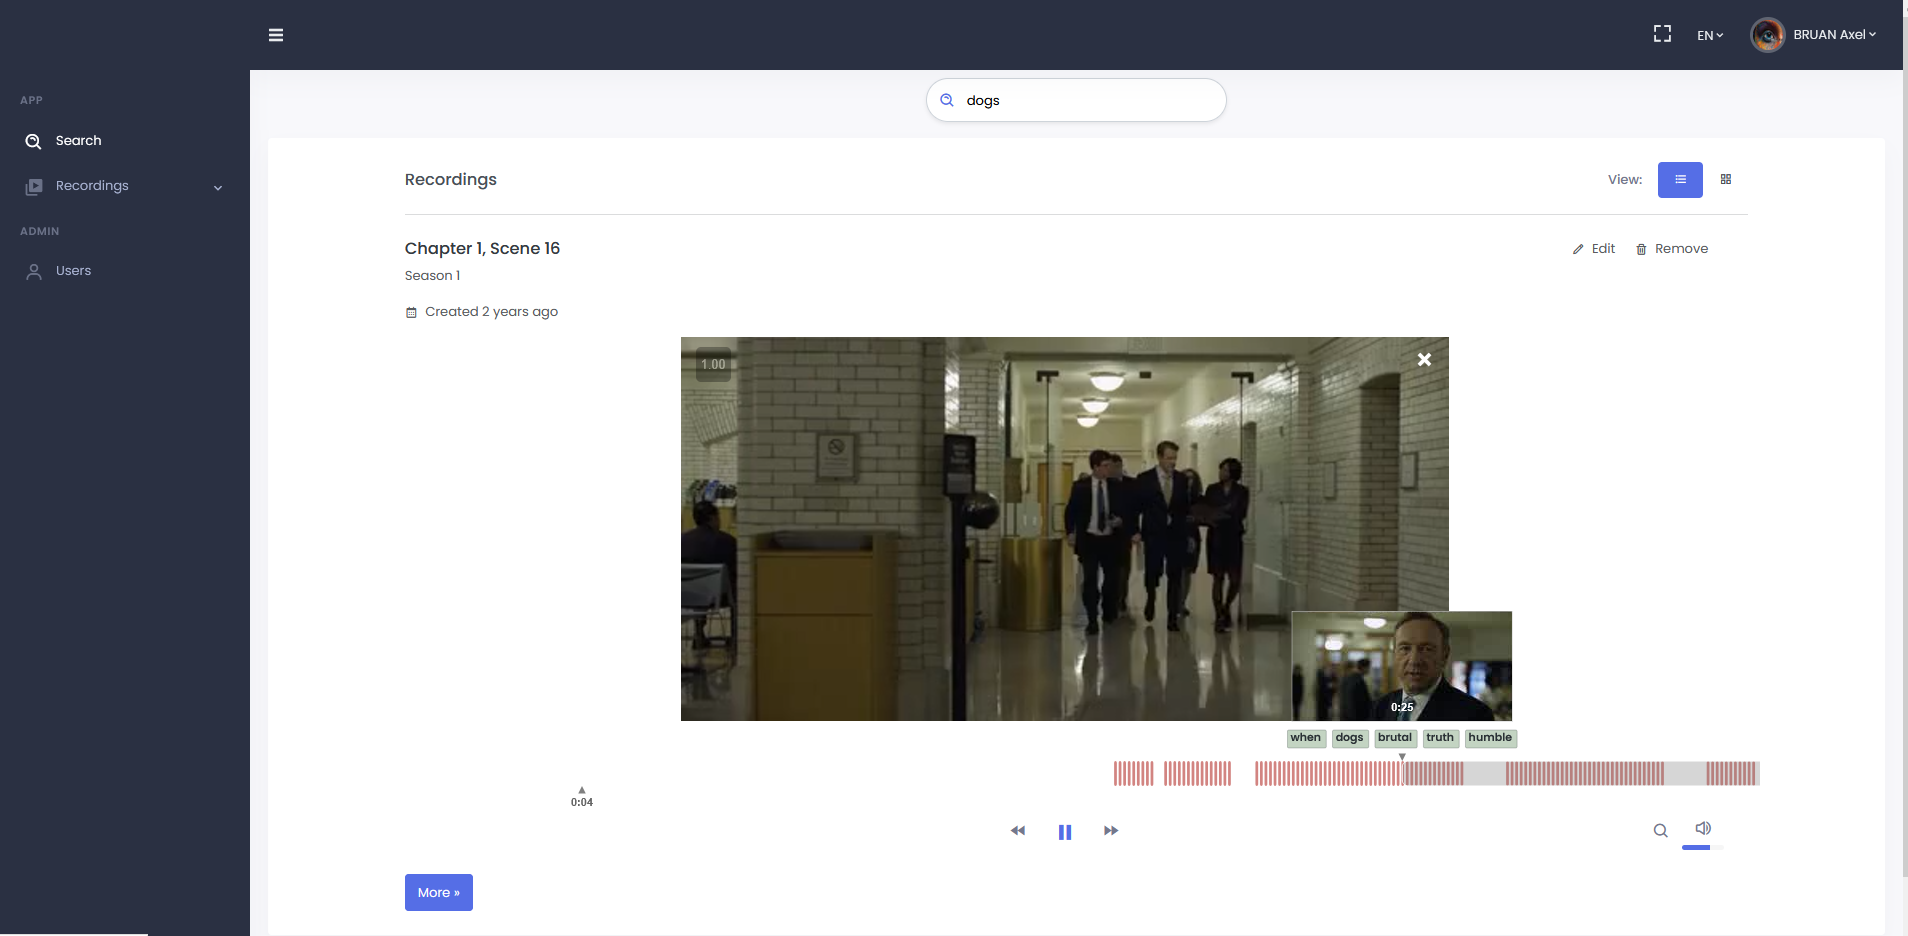 EN
BRUAN Axel
APP
dogs
Search
Recordings
Recordings
View:
ADMIN
Chapter 1, Scene 16
Edit
Remove
Users
Season 1
Created 2 years ago
1.00
0:25
when dogs brutal truth humble
0:04
More »